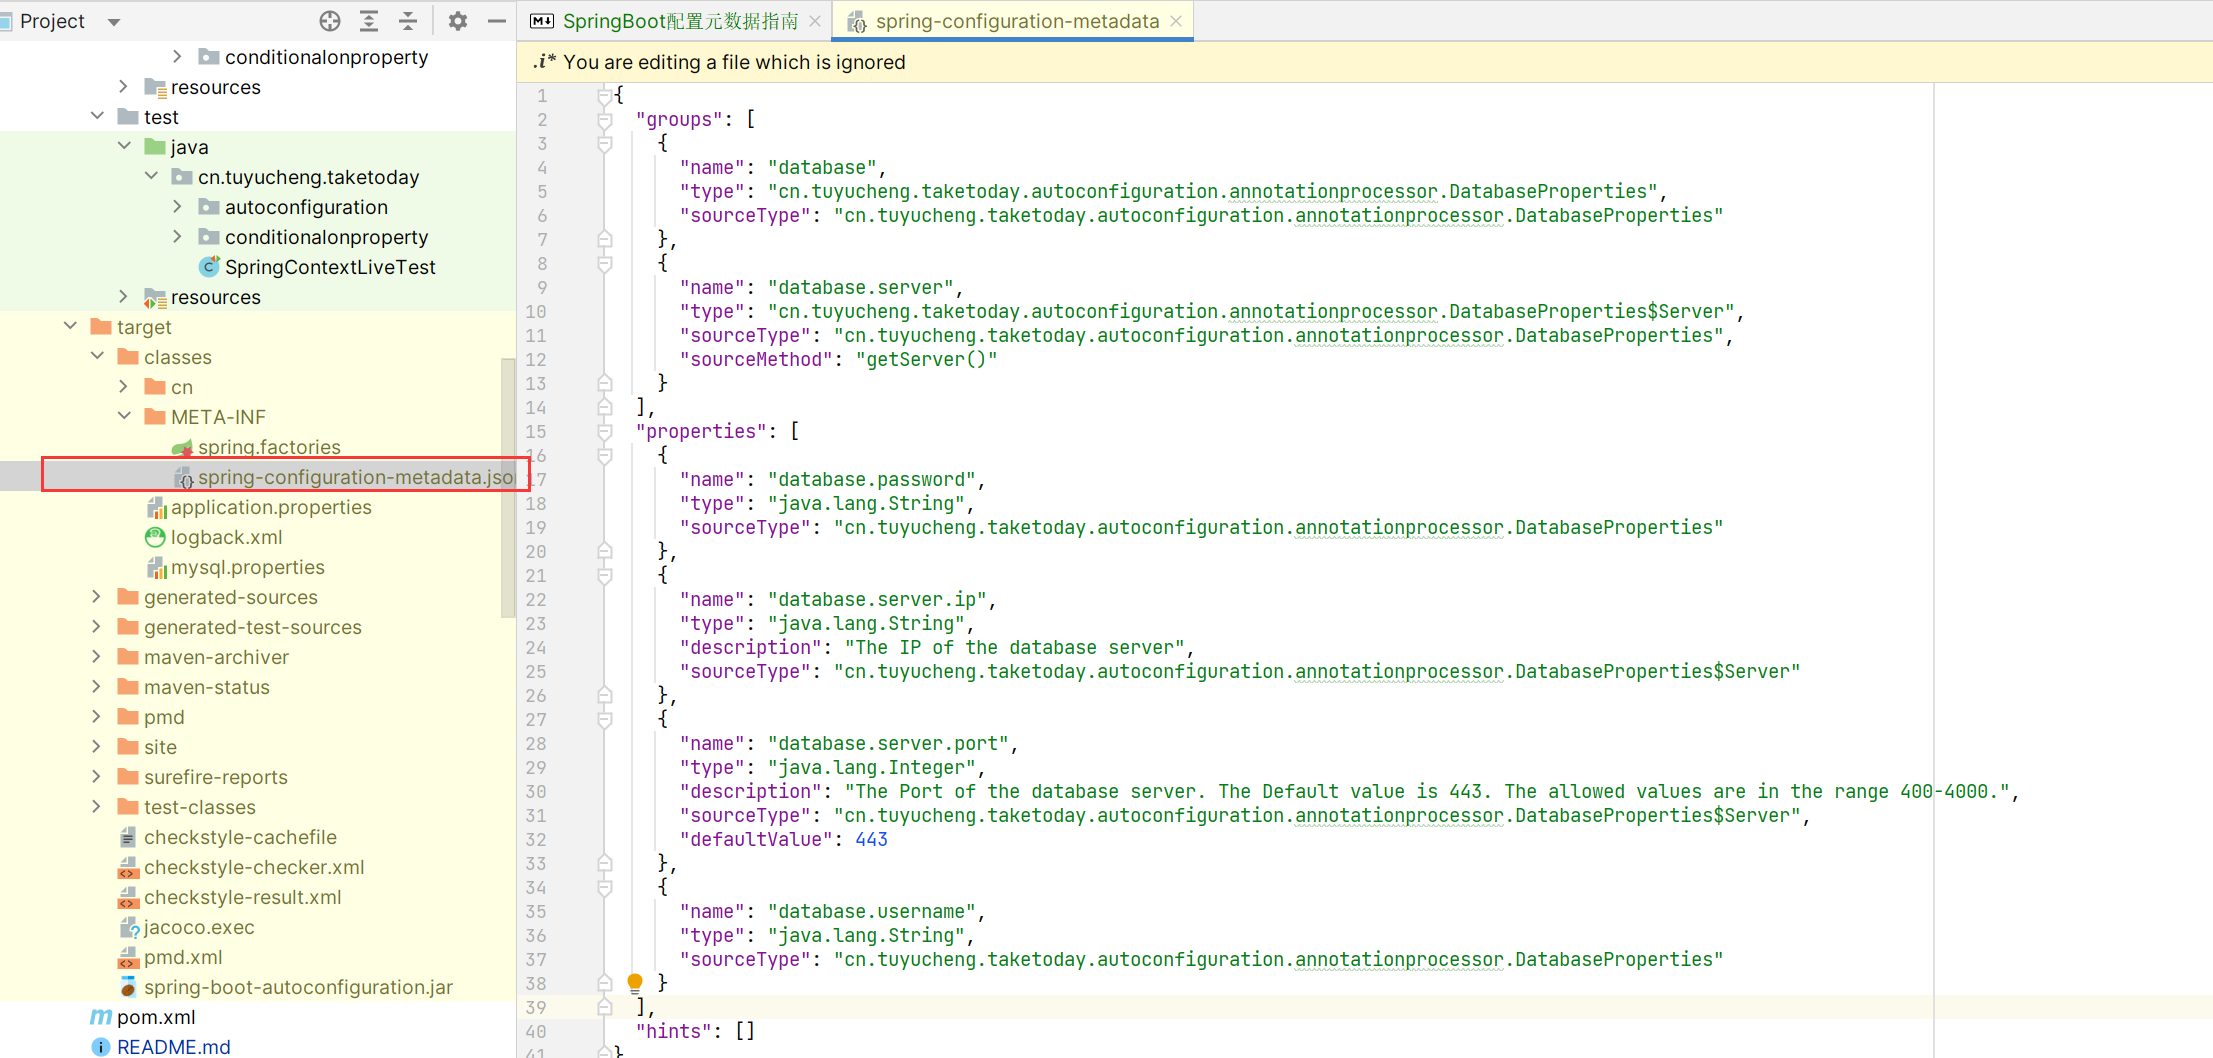 Project
conditionalonproperty
resources
test
java
cn.tuyucheng.taketoday
autoconfiguration
conditionalonproperty
SpringContextLiveTest
resources
target
classes
cn
META-INF
spring.factories
spring-configuration-metadata.jso
application.properties
logback.xml
mysql.properties
generated-sources
generated-test-sources
maven-archiver
maven-status
pmd
site
surefire-reports
test-classes
checkstyle-cachefile
checkstyle-checker.xml
checkstyle-result.xml
jacoco.exec
pmd.xml
spring-boot-autoconfiguration.jar
pom.xml
README.md
SpringBoot配置元数据指南
spring-configuration-metadata
.i* You are editing a file which is ignored
1 {
2 "groups": [
3 {
4 "name": "database",
5 "type": "cn.tuyucheng.taketoday.autoconfiguration.annotationprocessor.DatabaseProperties",
6 "sourceType": "cn.tuyucheng.taketoday.autoconfiguration.annotationprocessor.DatabaseProperties"
7 },
8 {
9 "name": "database.server",
10 "type": "cn.tuyucheng.taketoday.autoconfiguration.annotationprocessor.DatabaseProperties$Server",
11 "sourceType": "cn.tuyucheng.taketoday.autoconfiguration.annotationprocessor.DatabaseProperties",
12 "sourceMethod": "getServer()"
13 }
14 ],
15 "properties": [
16 {
17 "name": "database.password",
18 "type": "java.lang.String",
19 "sourceType": "cn.tuyucheng.taketoday.autoconfiguration.annotationprocessor.DatabaseProperties"
20 },
21 {
22 "name": "database.server.ip",
23 "type": "java.lang.String",
24 "description": "The IP of the database server",
25 "sourceType": "cn.tuyucheng.taketoday.autoconfiguration.annotationprocessor.DatabaseProperties$Server"
26 },
27 {
28 "name": "database.server.port",
29 "type": "java.lang.Integer",
30 "description": "The Port of the database server. The Default value is 443. The allowed values are in the range 400-4000.",
31 "sourceType": "cn.tuyucheng.taketoday.autoconfiguration.annotationprocessor.DatabaseProperties$Server",
32 "defaultValue": 443
33 },
34 {
35 "name": "database.username",
36 "type": "java.lang.String",
37 "sourceType": "cn.tuyucheng.taketoday.autoconfiguration.annotationprocessor.DatabaseProperties"
38 }
39 ],
40 "hints": []
41 }